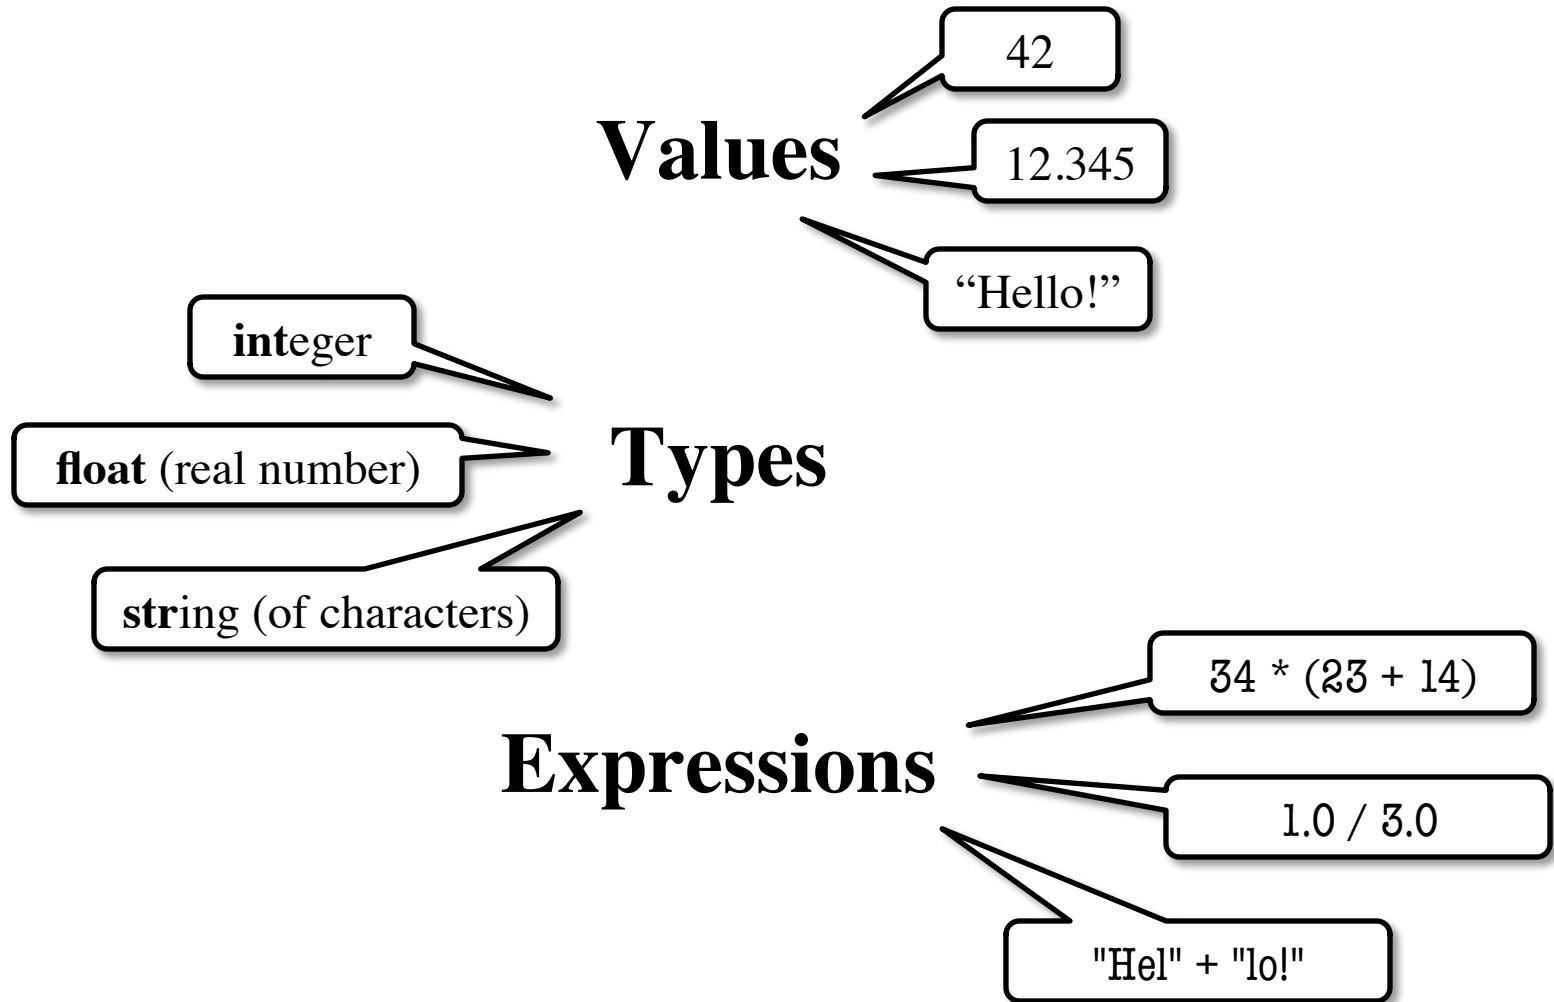 42
Values
12.345
“Hello!”
integer
float (real number)
Types
string (of characters)
34 * (23 + 14)
Expressions
1.0 / 3.0
"Hel" + "lo!"